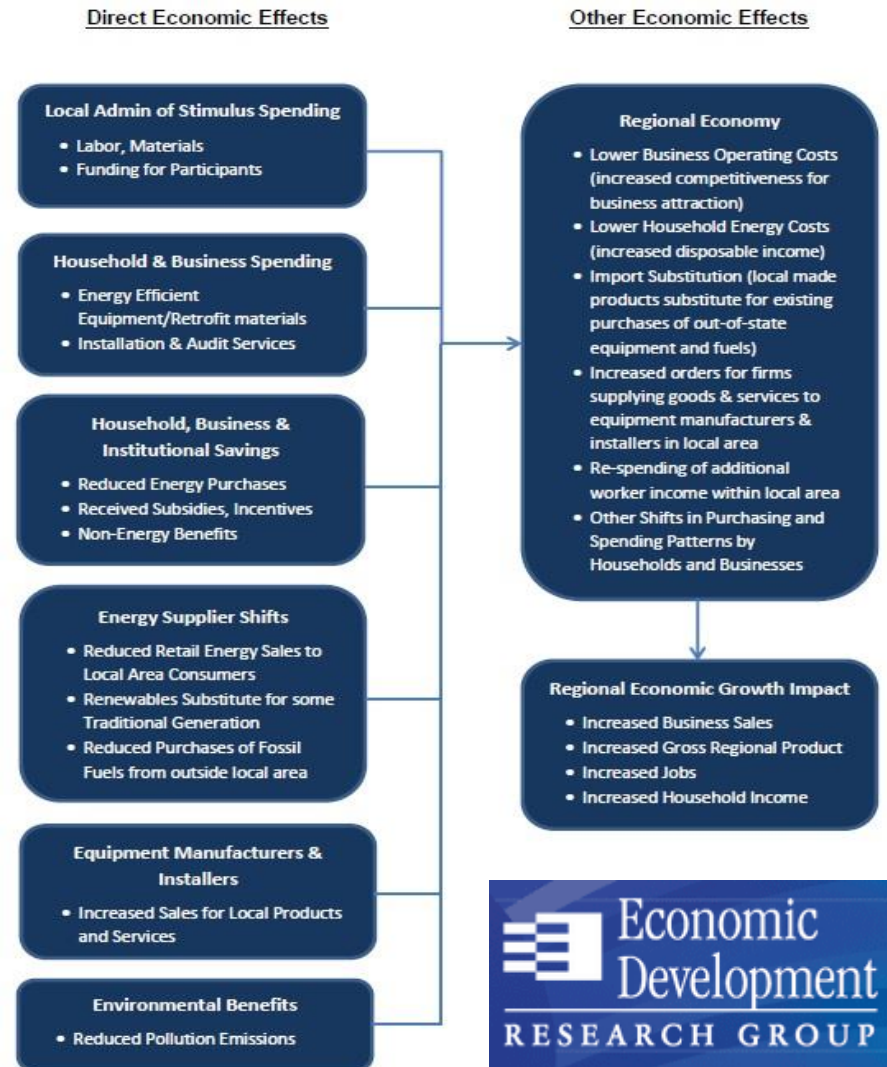 Direct Economic Effects
Local Admin of Stimulus Spending
• Labor, Materials
• Funding for Participants
Household & Business Spending
• Energy Efficient
Equipment/Retrofit materials
• Installation & Audit Services
Household, Business &
Institutional Savings
• Reduced Energy Purchases
• Received Subsidies, Incentives
• Non-Energy Benefits
Energy Supplier Shifts
• Reduced Retail Energy Sales to
Local Area Consumers
• Renewables Substitute for some
Traditional Generation
• Reduced Purchases of Fossil
Fuels from outside local area
Equipment Manufacturers &
Installers
• Increased Sales for Local Products
and Services
Environmental Benefits
• Reduced Pollution Emissions
Other Economic Effects
Regional Economy
• Lower Business Operating Costs
(increased competitiveness for
business attraction)
• Lower Household Energy Costs
(increased disposable income)
• Import Substitution (local made
products substitute for existing
purchases of out-of-state
equipment and fuels)
• Increased orders for firms
supplying goods & services to
equipment manufacturers &
installers in local area
• Re-spending of additional
worker income within local area
• Other Shifts in Purchasing and
Spending Patterns by
Households and Businesses
Regional Economic Growth Impact
• Increased Business Sales
• Increased Gross Regional Product
• Increased Jobs
• Increased Household Income
Economic
Development
RESEARCH GROUP